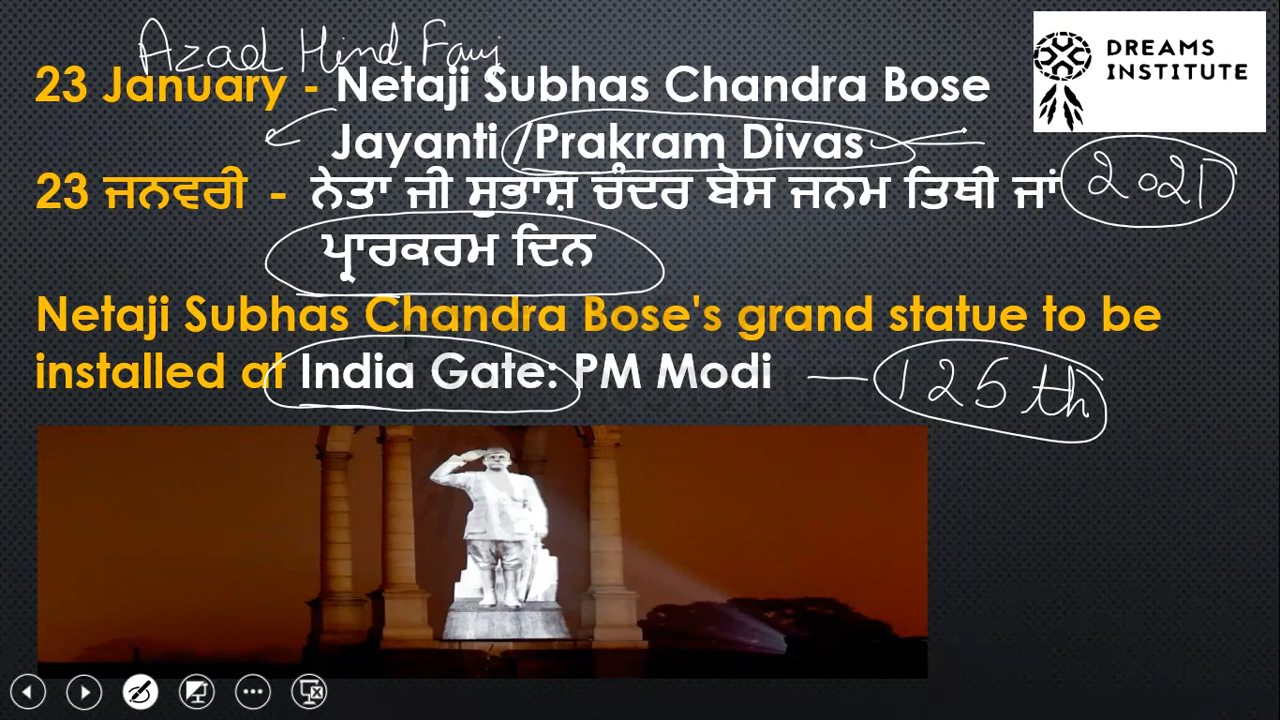 Azad Hind Fauj
DREAMS
INSTITUTE
23 January - Netaji Subhas Chandra Bose
Jayanti /Prakram Divas
23 ਜਨਵਰੀ - ਨੇਤਾ ਜੀ ਸੁਭਾਸ਼ ਚੰਦਰ ਬੋਸ ਜਨਮ ਤਿਥੀ ਜਾਂ 2021
ਪ੍ਰਾਰਕਰਮ ਦਿਨ
Netaji Subhas Chandra Bose's grand statue to be
installed at India Gate: PM Modi — 125th